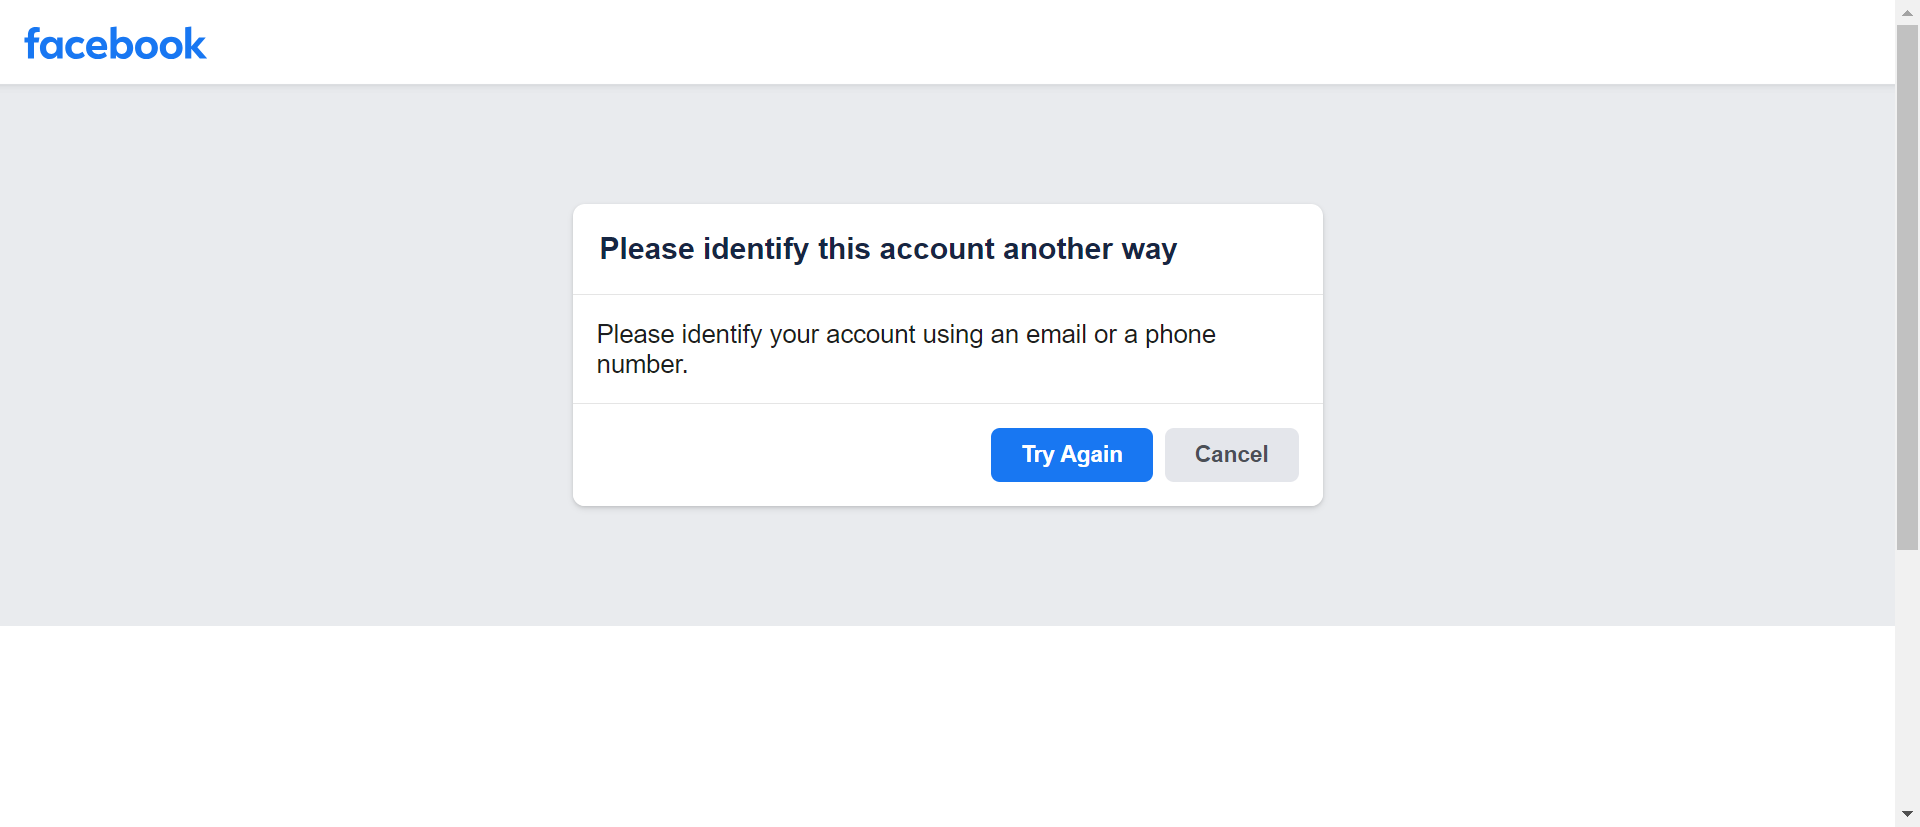 facebook
Please identify this account another way
Please identify your account using an email or a phone
number.
Try Again
Cancel